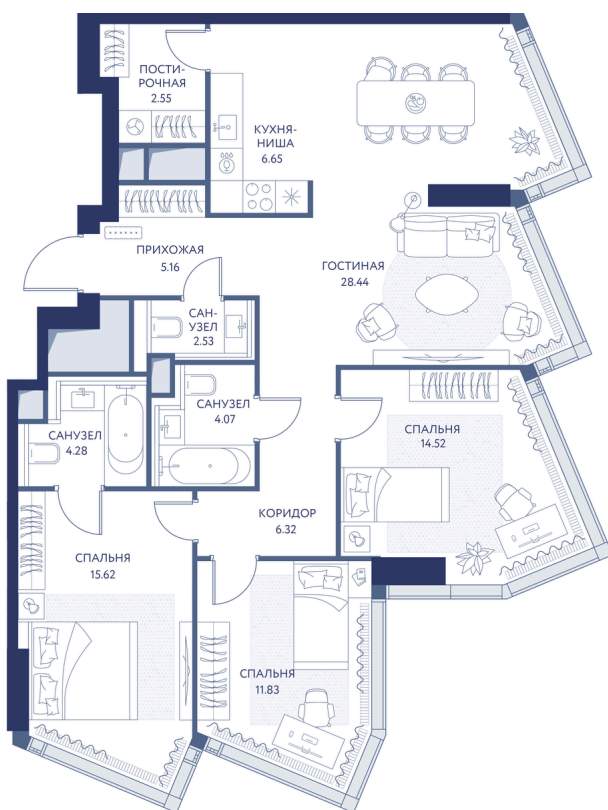 ПОСТИ-
РОЧНАЯ
2.55
КУХНЯ-
НИША
6.65
ПРИХОЖАЯ
5.16
ГОСТИНАЯ
28.44
САН-
УЗЕЛ
2.53
САНУЗЕЛ
4.07
САНУЗЕЛ
4.28
СПАЛЬНЯ
14.52
КОРИДОР
6.32
СПАЛЬНЯ
15.62
СПАЛЬНЯ
11.83